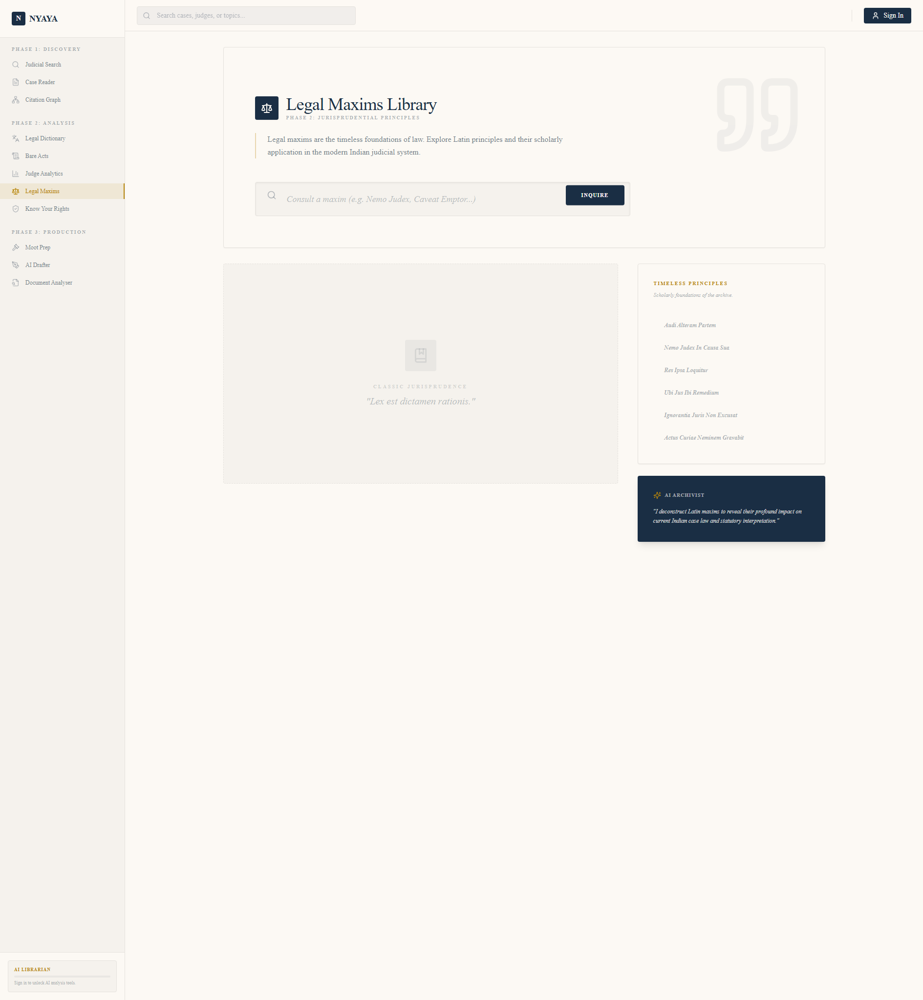 N NYAYA
Search cases, judges, or topics...
Sign In
PHASE 1: DISCOVERY
Judicial Search
Case Reader
Citation Graph
PHASE 2: ANALYSIS
Legal Dictionary
Bare Acts
Judge Analytics
Legal Maxims
Know Your Rights
PHASE 3: PRODUCTION
Moot Prep
AI Drafter
Document Analyser
AI LIBRARIAN
Sign in to unlock AI analysis tools.
Legal Maxims Library
PHASE 2: JURISPRUDENTIAL PRINCIPLES
Legal maxims are the timeless foundations of law. Explore Latin principles and their scholarly
application in the modern Indian judicial system.
Consult a maxim (e.g. Nemo Judex, Caveat Emptor...)
INQUIRE
CLASSIC JURISPRUDENCE
"Lex est dictamen rationis."
TIMELESS PRINCIPLES
Scholarly foundations of the archive.
Audi Alteram Partem
Nemo Judex In Causa Sua
Res Ipsa Loquitur
Ubi Jus Ibi Remedium
Ignorantia Juris Non Excusat
Actus Curiae Neminem Gravabit
AI ARCHIVIST
"I deconstruct Latin maxims to reveal their profound impact on
current Indian case law and statutory interpretation."